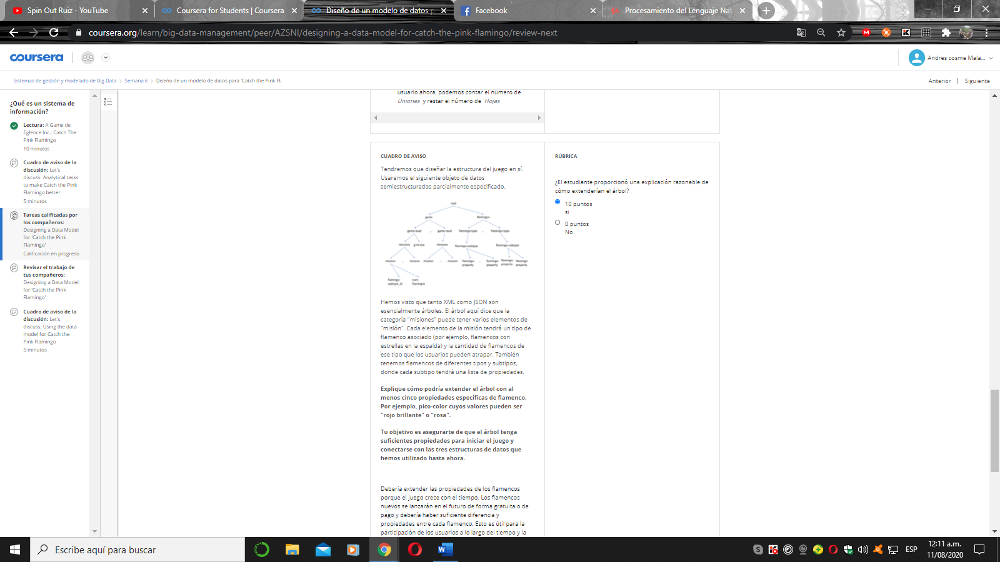 Spin Out Ruiz - YouTube
Coursera for Students | Coursera
Diseño de un modelo de datos p
Facebook
Procesamiento del Lenguaje Nat
coursera.org/learn/big-data-management/peer/AZSNI/designing-a-data-model-for-catch-the-pink-flamingo/review-next
coursera
Andres cosme Mala...
Sistemas de gestión y modelado de Big Data > Semana 6 > Diseño de un modelo de datos para 'Catch the Pink Fl
Anterior | Siguiente
¿Qué es un sistema de
información?
Lectura: A Game de
Eglence Inc.: Catch The
Pink Flamingo
10 minutos
Cuadro de aviso de la
discusión: Let's
discuss: Analytical tasks
to make Catch the Pink
Flamingo better
5 minutos
Tareas calificadas por
los compañeros:
Designing a Data Model
for 'Catch the Pink
Flamingo'
Calificación en progreso
Revisar el trabajo de
tus compañeros:
Designing a Data Model
for 'Catch the Pink
Flamingo'
Cuadro de aviso de la
discusión: Let's
discuss: Using the data
model for Catch the
Pink Flamingo
5 minutos
usuario ahora, podemos contar el número de
Uniones y restar el número de Hojas
CUADRO DE AVISO
Tendremos que diseñar la estructura del juego en sí.
Usaremos el siguiente objeto de datos
semiestructurados parcialmente especificado.
root
game flamingos
game-level ... game-level flamingo-type ... flamingo-type
missions grid-size missions flamingo-subtype flamingo-subtype
mission ... mission mission ... mission flamingo-property ... flamingo-property flamingo-property flamingo-property
flamingo-subtype_id num-flamingos
Hemos visto que tanto XML como JSON son
esencialmente árboles. El árbol aquí dice que la
categoría "misiones" puede tener varios elementos de
"misión". Cada elemento de la misión tendrá un tipo de
flamenco asociado (por ejemplo, flamencos con
estrellas en la espalda) y la cantidad de flamencos de
ese tipo que los usuarios pueden atrapar. También
tenemos flamencos de diferentes tipos y subtipos,
donde cada subtipo tendrá una lista de propiedades.
Explique cómo podría extender el árbol con al
menos cinco propiedades específicas de flamenco.
Por ejemplo, pico-color cuyos valores pueden ser
"rojo brillante" o "rosa".
Tu objetivo es asegurarte de que el árbol tenga
suficientes propiedades para iniciar el juego y
conectarse con las tres estructuras de datos que
hemos utilizado hasta ahora.
Debería extender las propiedades de los flamencos
porque el juego crece con el tiempo. Los flamencos
nuevos se lanzarán en el futuro de forma gratuita o de
pago y debería haber suficiente diferencia y
propiedades entre cada flamenco. Esto es útil para la
participación de los usuarios a lo largo del tiempo y la
RÚBRICA
¿El estudiante proporcionó una explicación razonable de
cómo extenderían el árbol?
10 puntos
si
0 puntos
No
Escribe aquí para buscar
ESP
12:11 a.m.
11/08/2020